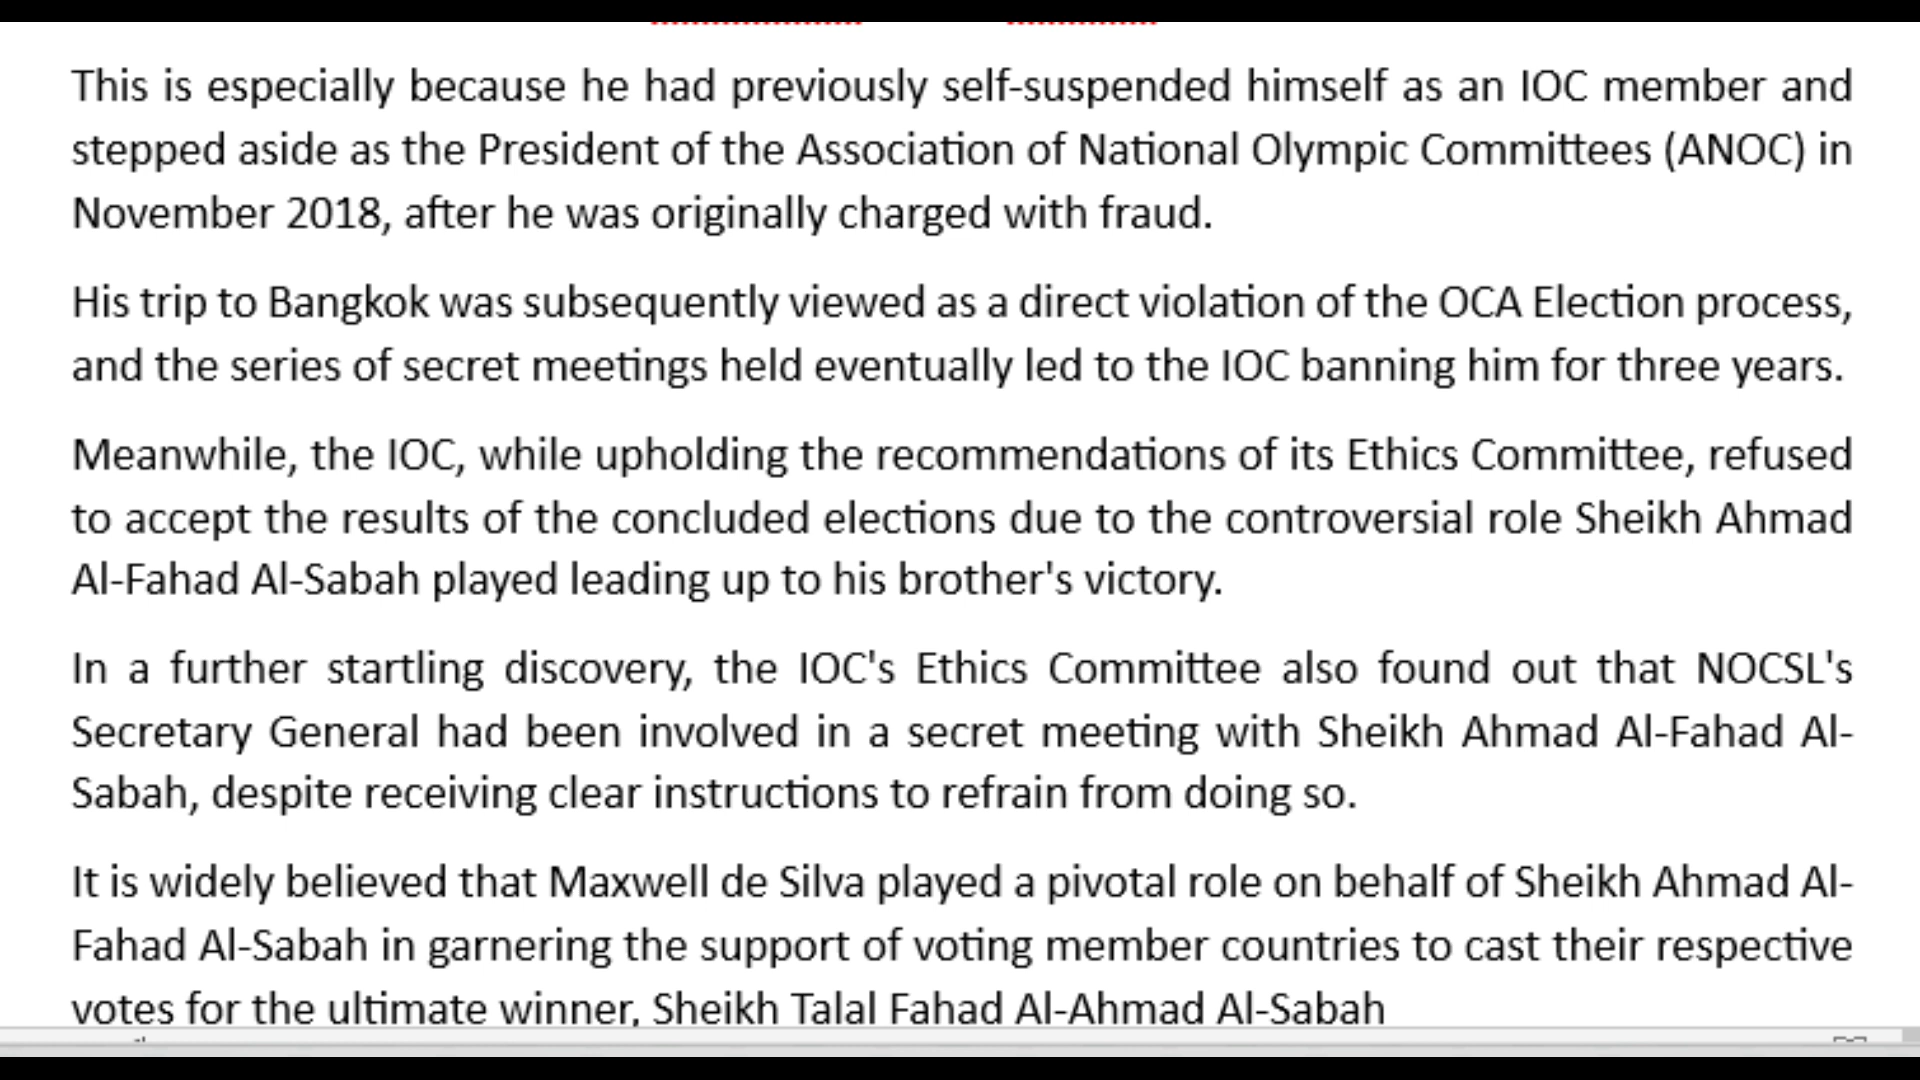 This is especially because he had previously self-suspended himself as an IOC member and
stepped aside as the President of the Association of National Olympic Committees (ANOC) in
November 2018, after he was originally charged with fraud.
His trip to Bangkok was subsequently viewed as a direct violation of the OCA Election process,
and the series of secret meetings held eventually led to the IOC banning him for three years.
Meanwhile, the IOC, while upholding the recommendations of its Ethics Committee, refused
to accept the results of the concluded elections due to the controversial role Sheikh Ahmad
Al-Fahad Al-Sabah played leading up to his brother's victory.
In a further startling discovery, the IOC's Ethics Committee also found out that NOCSL's
Secretary General had been involved in a secret meeting with Sheikh Ahmad Al-Fahad Al-
Sabah, despite receiving clear instructions to refrain from doing so.
It is widely believed that Maxwell de Silva played a pivotal role on behalf of Sheikh Ahmad Al-
Fahad Al-Sabah in garnering the support of voting member countries to cast their respective
votes for the ultimate winner, Sheikh Talal Fahad Al-Ahmad Al-Sabah